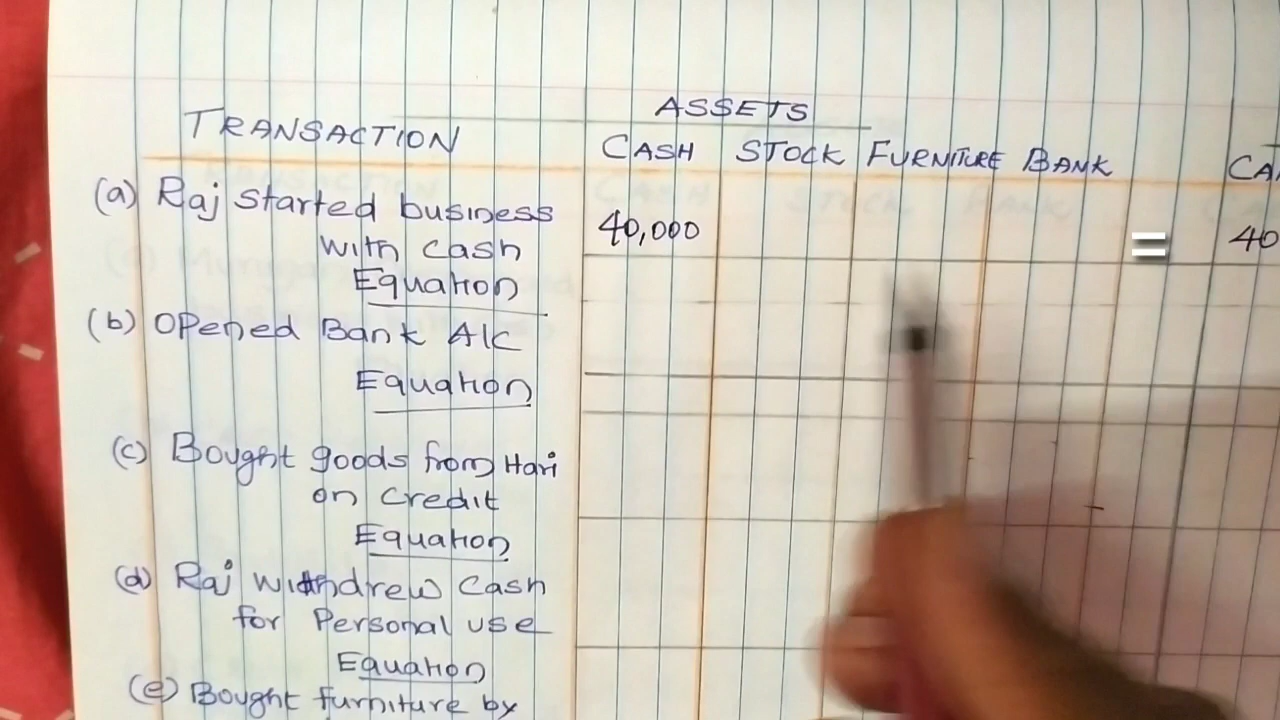 ASSETS
TRANSACTION CASH STOCK FURNITURE BANK CA
(a) Raj started business
with cash 40,000 = 40
Equation
(b) Opened Bank A/c
Equation
(c) Bought goods from Hari
on credit
Equation
(d) Raj withdrew cash
for Personal use
Equation
(e) Bought furniture by